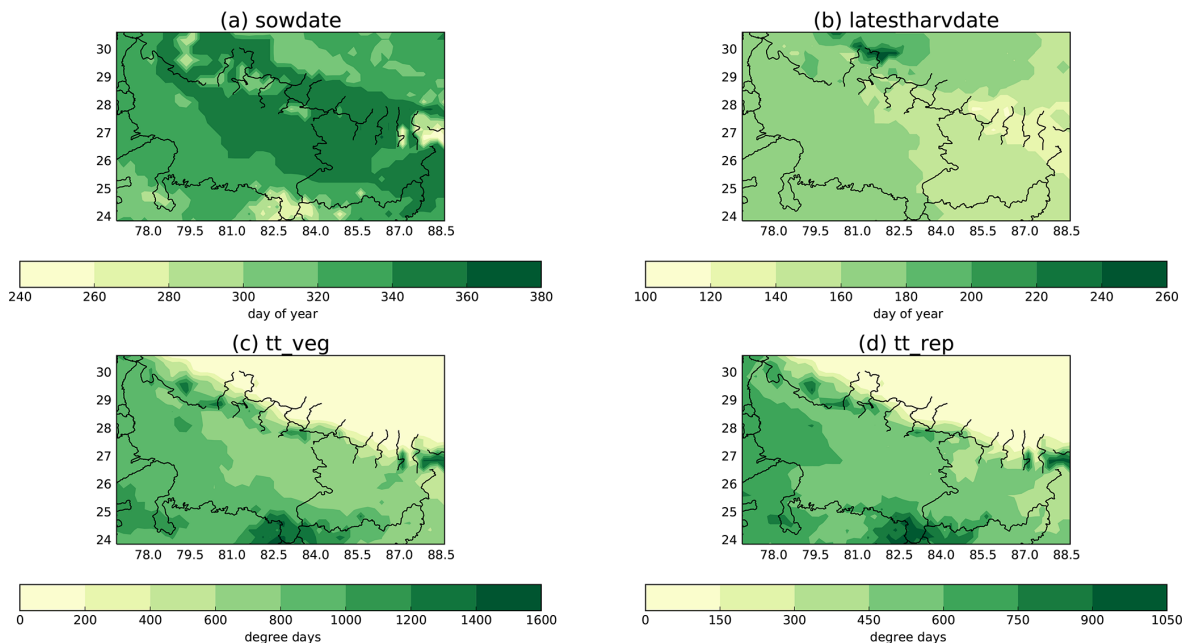 (a) sowdate
30
29
28
27
26
25
24
78.0 79.5 81.0 82.5 84.0 85.5 87.0 88.5
240 260 280 300 320 340 360 380
day of year
(b) latestharvdate
30
29
28
27
26
25
24
78.0 79.5 81.0 82.5 84.0 85.5 87.0 88.5
100 120 140 160 180 200 220 240 260
day of year
(c) tt_veg
30
29
28
27
26
25
24
78.0 79.5 81.0 82.5 84.0 85.5 87.0 88.5
0 200 400 600 800 1000 1200 1400 1600
degree days
(d) tt_rep
30
29
28
27
26
25
24
78.0 79.5 81.0 82.5 84.0 85.5 87.0 88.5
0 150 300 450 600 750 900 1050
degree days